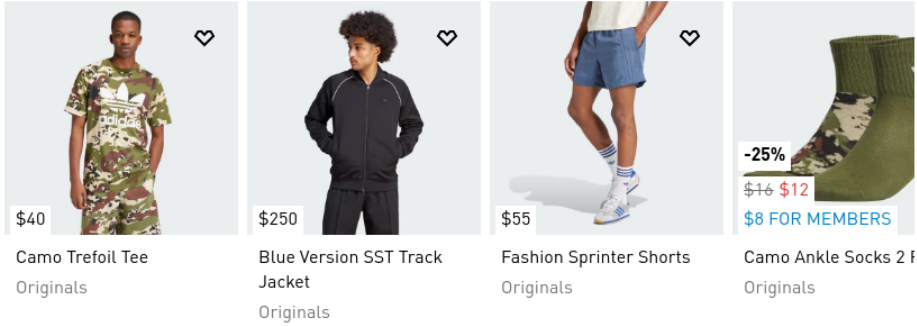 adidas
$40
Camo Trefoil Tee
Originals
$250
Blue Version SST Track
Jacket
Originals
$55
Fashion Sprinter Shorts
Originals
-25%
$16 $12
$8 FOR MEMBERS
Camo Ankle Socks 2
Originals